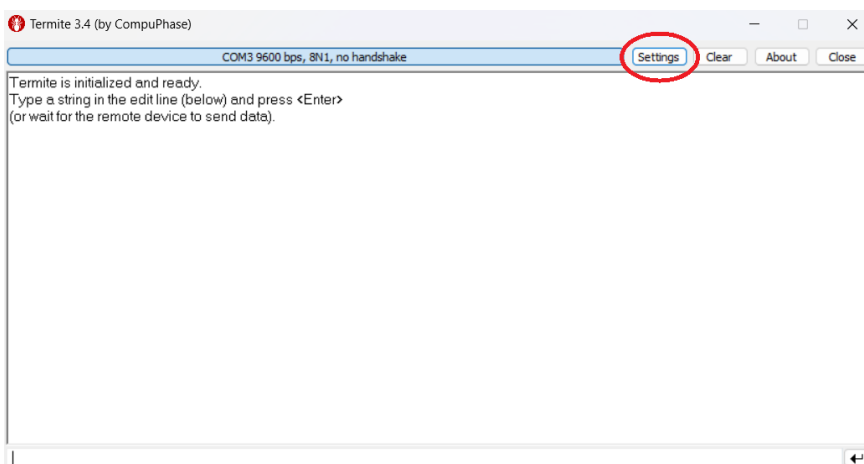 Termite 3.4 (by CompuPhase)
COM3 9600 bps, 8N1, no handshake Settings Clear About Close
Termite is initialized and ready.
Type a string in the edit line (below) and press <Enter>
(or wait for the remote device to send data).